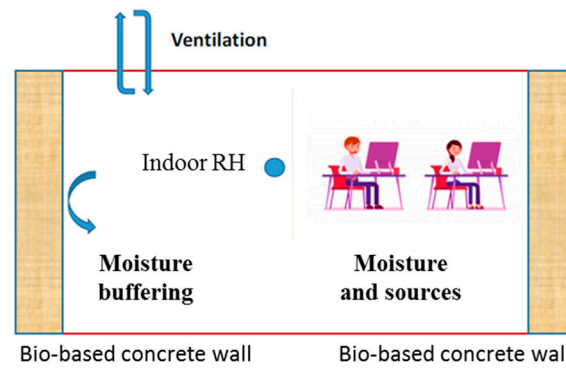 Ventilation
Indoor RH
Moisture
buffering
Moisture
and sources
Bio-based concrete wall
Bio-based concrete wal